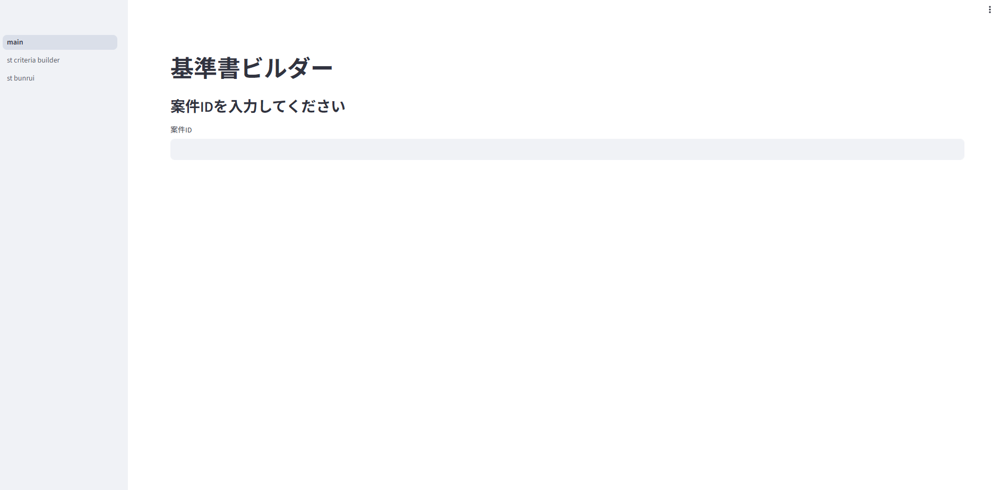 main
st criteria builder
st bunrui
基準書ビルダー
案件IDを入力してください
案件ID